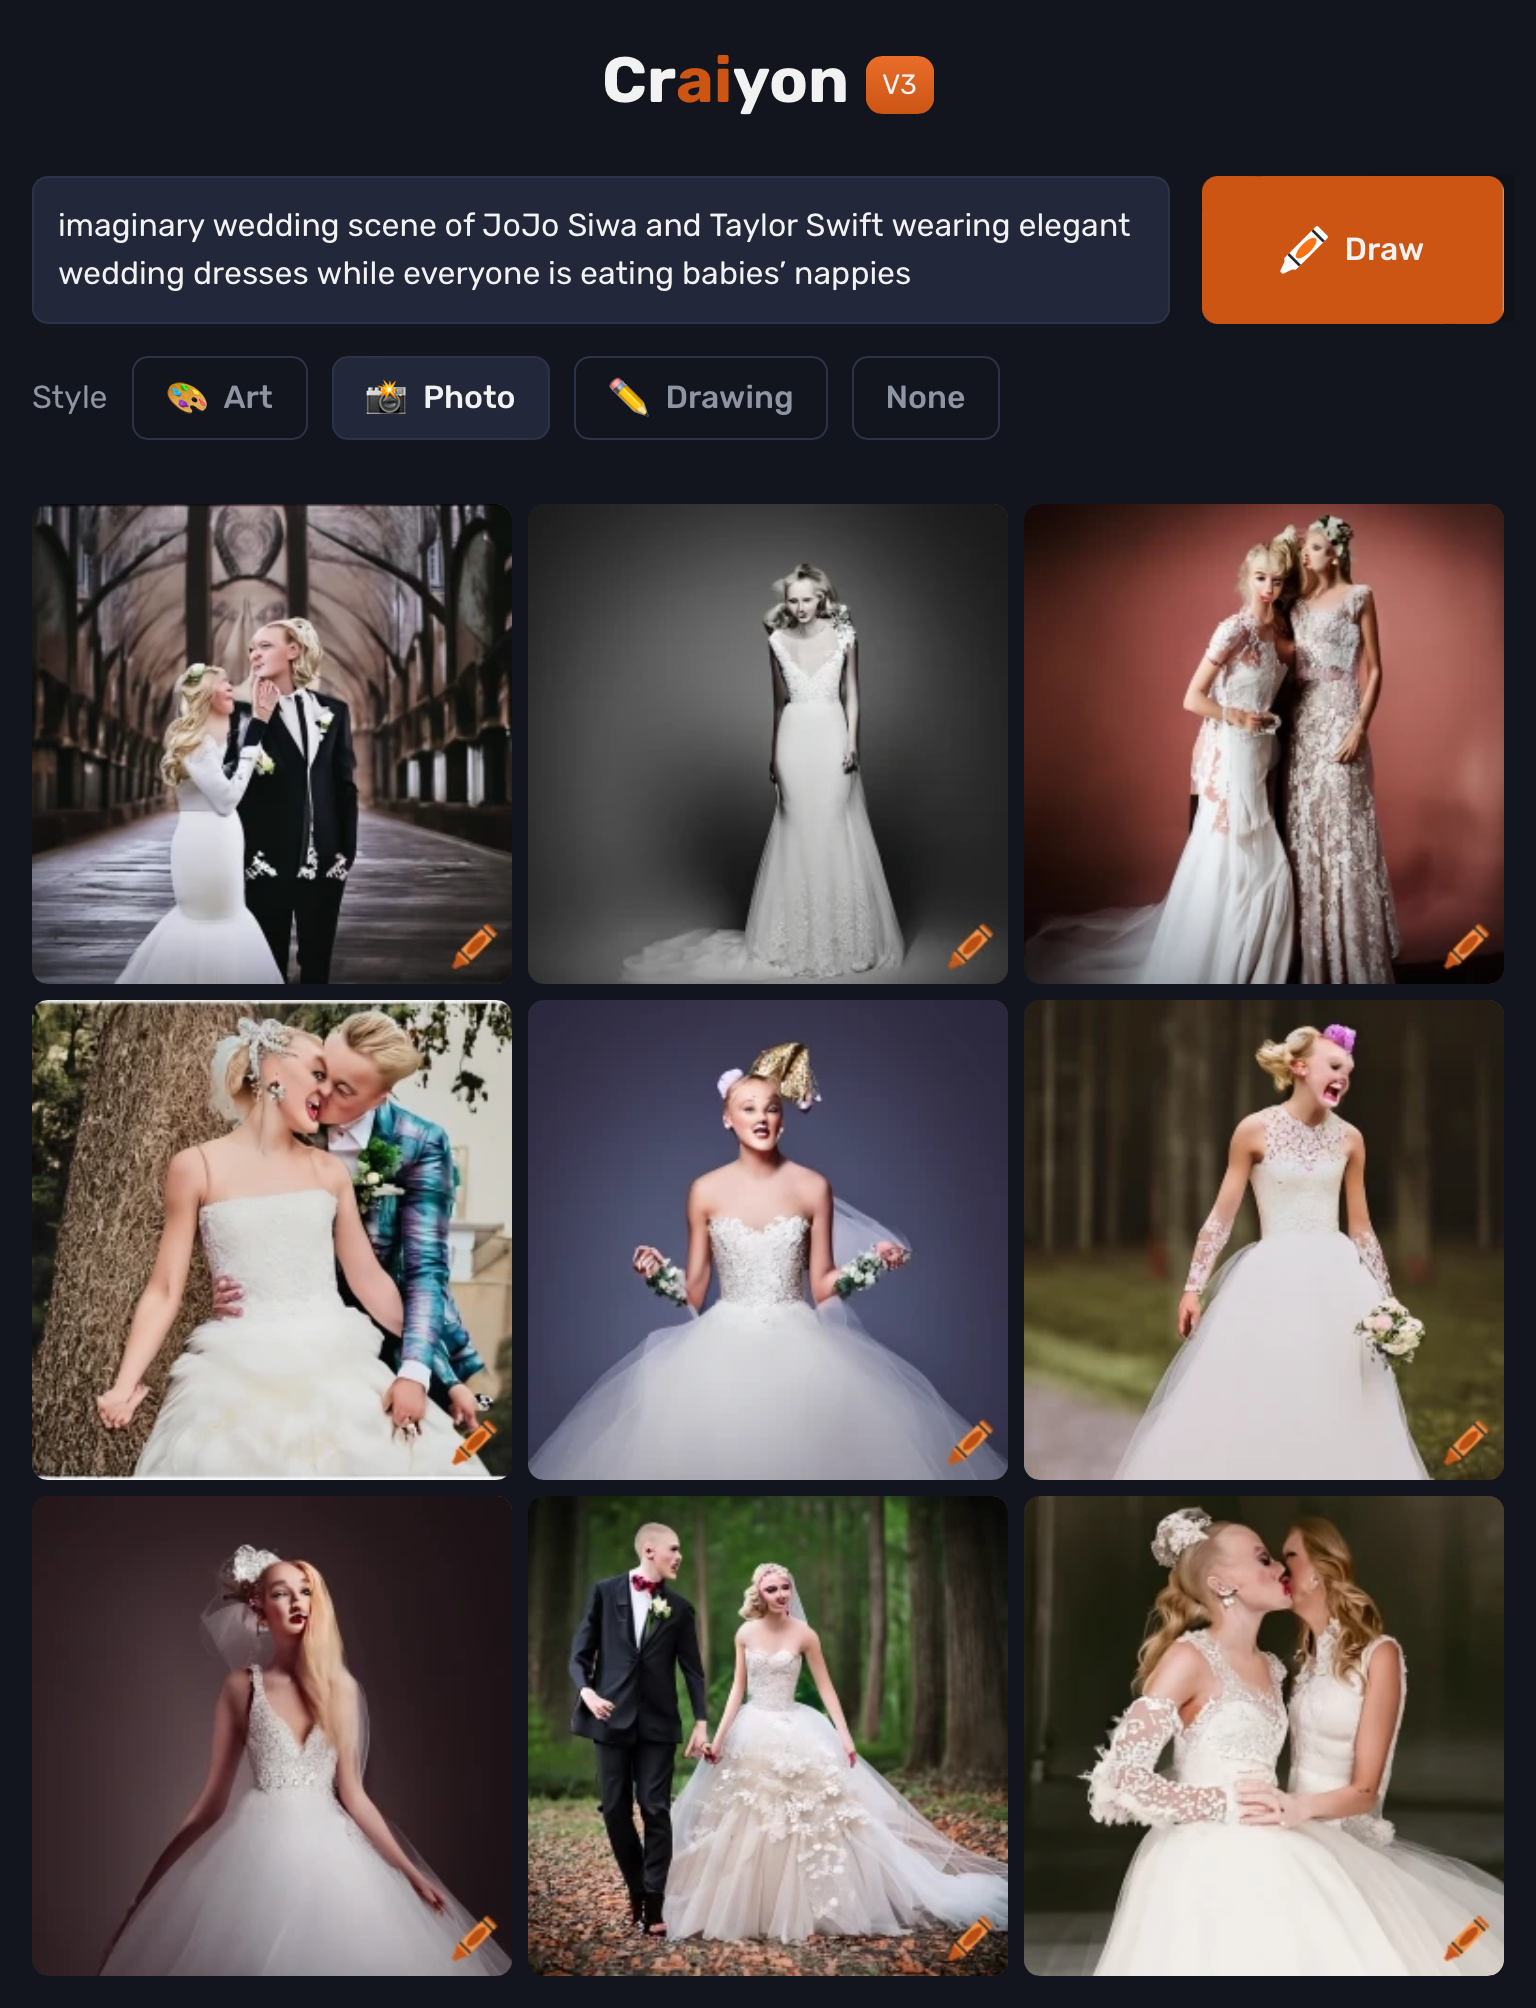 Craiyon V3
imaginary wedding scene of JoJo Siwa and Taylor Swift wearing elegant
wedding dresses while everyone is eating babies’ nappies
Draw
Style Art Photo Drawing None